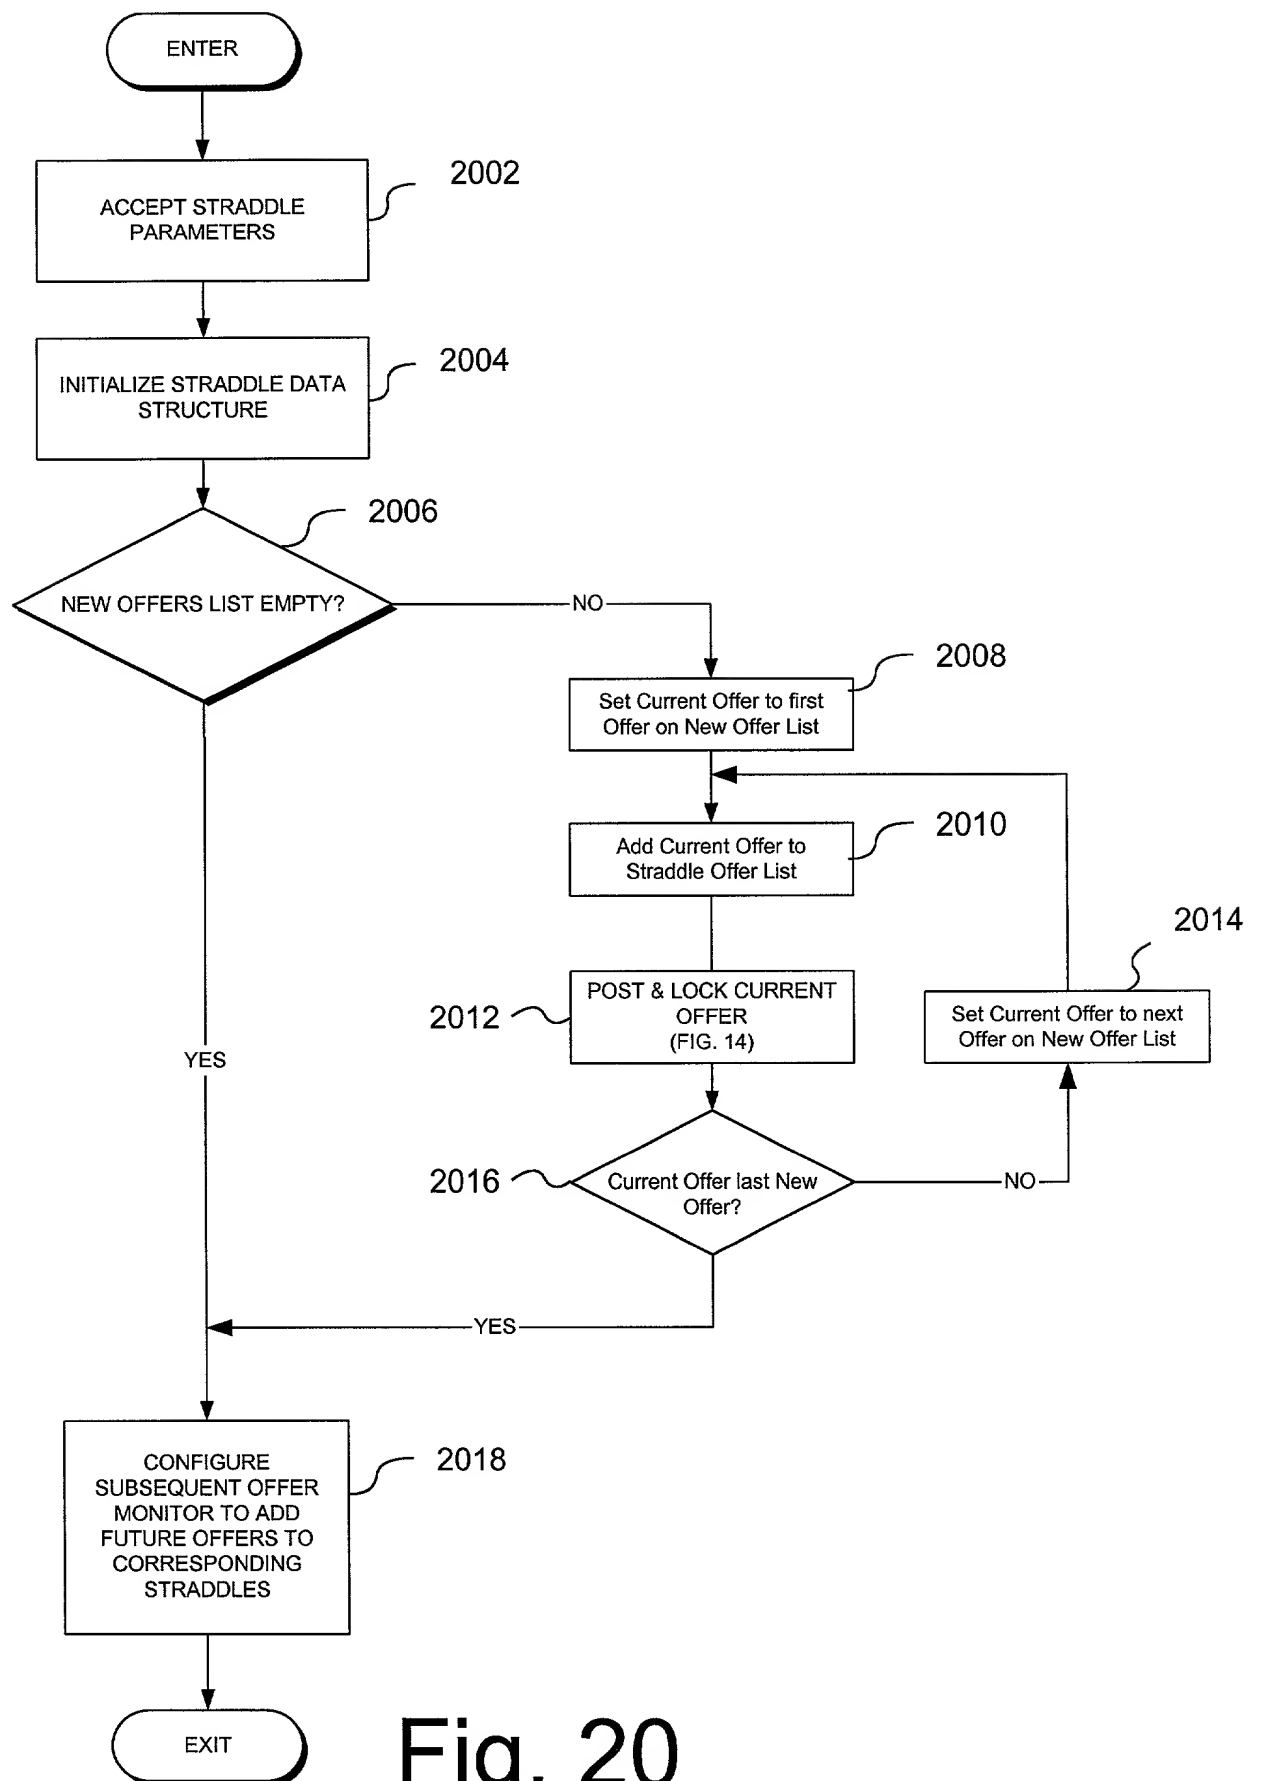 ENTER
2002
ACCEPT STRADDLE
PARAMETERS
2004
INITIALIZE STRADDLE DATA
STRUCTURE
2006
NEW OFFERS LIST EMPTY?
NO
2008
Set Current Offer to first
Offer on New Offer List
2010
Add Current Offer to
Straddle Offer List
2014
2012
POST & LOCK CURRENT
OFFER
(FIG. 14)
Set Current Offer to next
Offer on New Offer List
YES
2016
Current Offer last New
Offer?
NO
YES
2018
CONFIGURE
SUBSEQUENT OFFER
MONITOR TO ADD
FUTURE OFFERS TO
CORRESPONDING
STRADDLES
EXIT
Fig. 20